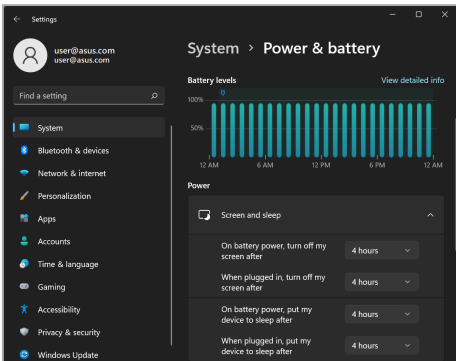 Settings
user@asus.com
user@asus.com
Find a setting
System
Bluetooth & devices
Network & internet
Personalization
Apps
Accounts
Time & language
Gaming
Accessibility
Privacy & security
Windows Update
System > Power & battery
Battery levels
View detailed info
100%
50%
12 AM 6 AM 12 PM 6 PM 12 AM
Power
Screen and sleep
On battery power, turn off my
screen after
4 hours
When plugged in, turn off my
screen after
4 hours
On battery power, put my
device to sleep after
4 hours
When plugged in, put my
device to sleep after
4 hours